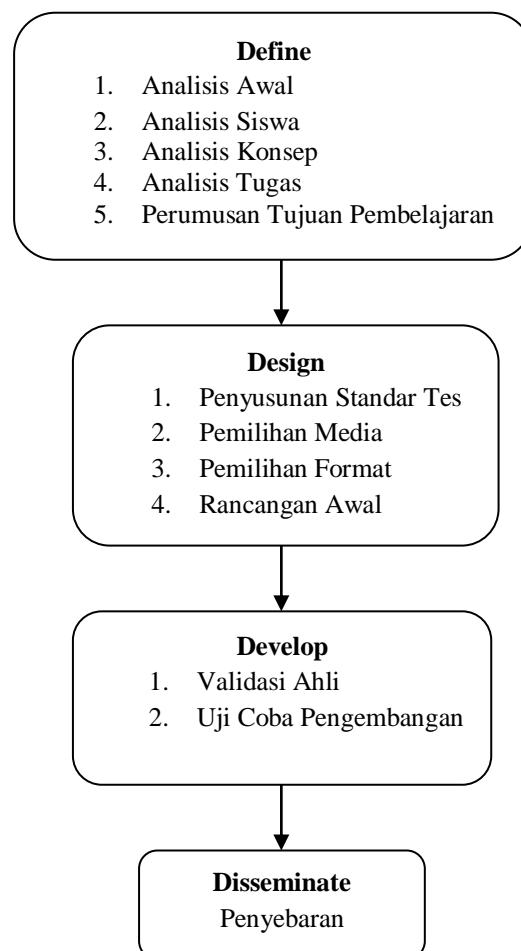 Define
1. Analisis Awal
2. Analisis Siswa
3. Analisis Konsep
4. Analisis Tugas
5. Perumusan Tujuan Pembelajaran
Design
1. Penyusunan Standar Tes
2. Pemilihan Media
3. Pemilihan Format
4. Rancangan Awal
Develop
1. Validasi Ahli
2. Uji Coba Pengembangan
Disseminate
Penyebaran